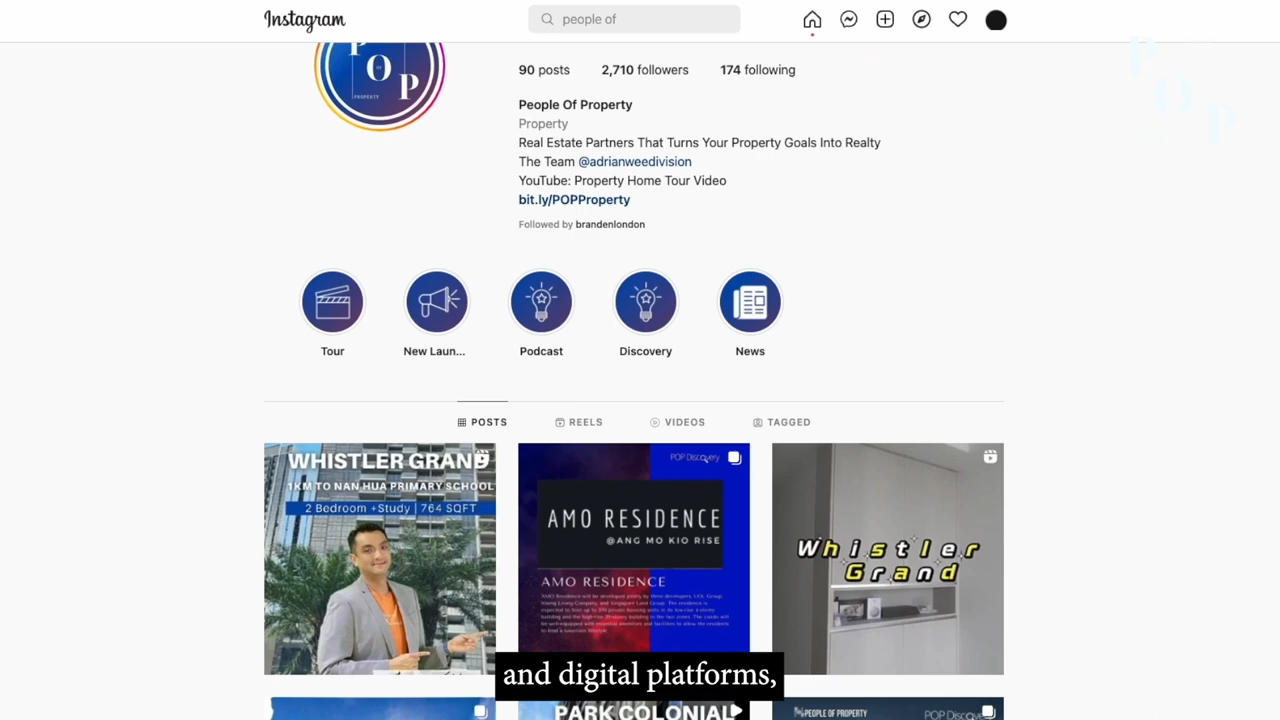 Instagram
people of
P
O
OF
P
PROPERTY
90 posts 2,710 followers 174 following
People Of Property
Property
Real Estate Partners That Turns Your Property Goals Into Realty
The Team @adrianweedivision
YouTube: Property Home Tour Video
bit.ly/POPProperty
Followed by brandenlondon
P
O
P
Tour
New Laun...
Podcast
Discovery
News
POSTS
REELS
VIDEOS
TAGGED
WHISTLER GRAND
1KM TO NAN HUA PRIMARY SCHOOL
2 Bedroom +Study | 764 SQFT
POP Discovery
AMO RESIDENCE
@ANG MO KIO RISE
AMO RESIDENCE
Whistler
Grand
and digital platforms,
PARK COLONIAL
PEOPLE OF PROPERTY
POP Discove